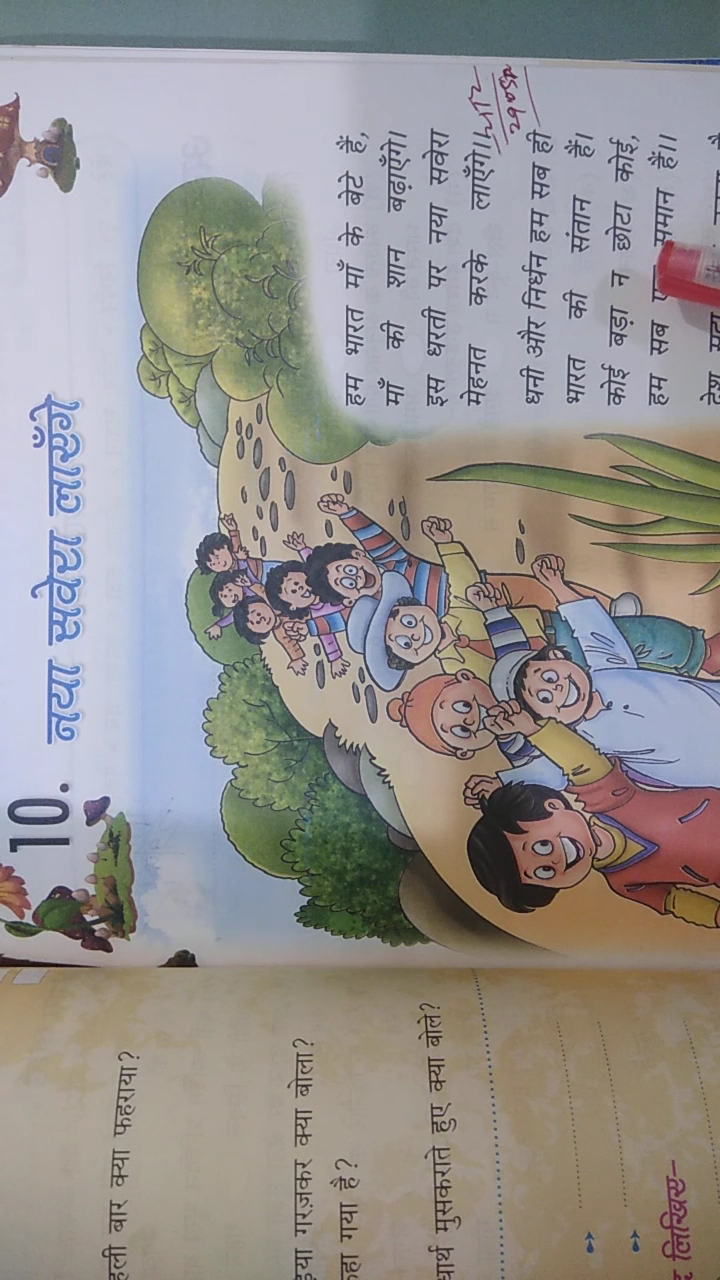 10. नया सवेरा लाएँगे
हम भारत माँ के बेटे हैं,
माँ की शान बढ़ाएँगे।
इस धरती पर नया सवेरा
मेहनत करके लाएँगे।।
धनी और निर्धन हम सब ही
भारत की संतान हैं।
कोई बड़ा न छोटा कोई,
हम सब समान हैं।।
बार क्या फहराया?
गरज़कर क्या बोला?
गया है?
मुसकराते हुए क्या बोले?
लिखिए-